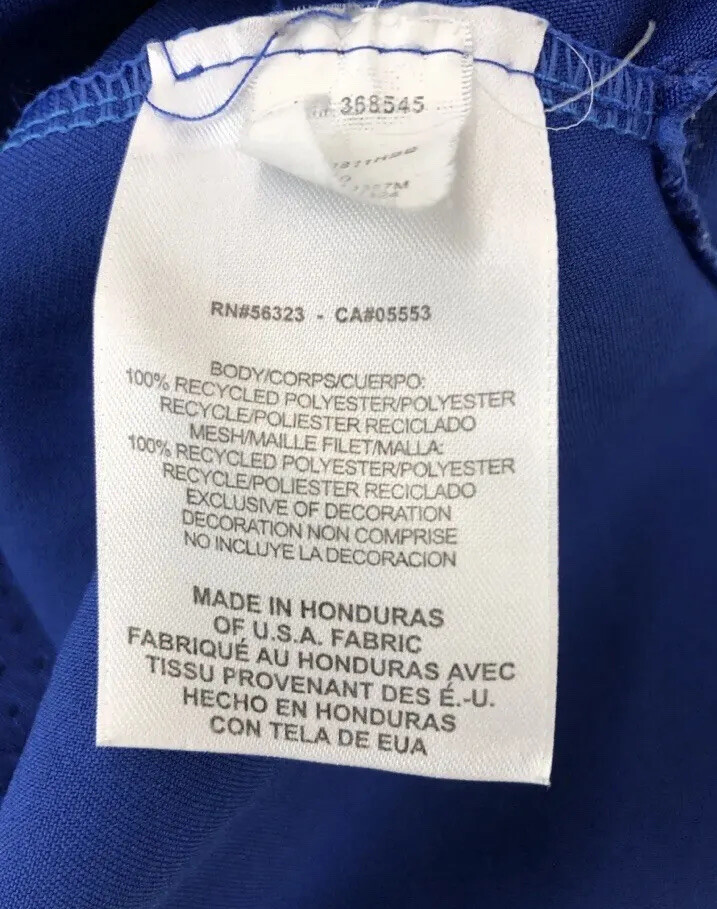 368545
RN#56323 - CA#05553
BODY/CORPS/CUERPO:
100% RECYCLED POLYESTER/POLYESTER
RECYCLE/POLIESTER RECICLADO
MESH/MAILLE FILET/MALLA:
100% RECYCLED POLYESTER/POLYESTER
RECYCLE/POLIESTER RECICLADO
EXCLUSIVE OF DECORATION
DECORATION NON COMPRISE
NO INCLUYE LA DECORACION
MADE IN HONDURAS
OF U.S.A. FABRIC
FABRIQUÉ AU HONDURAS AVEC
TISSU PROVENANT DES É.-U.
HECHO EN HONDURAS
CON TELA DE EUA